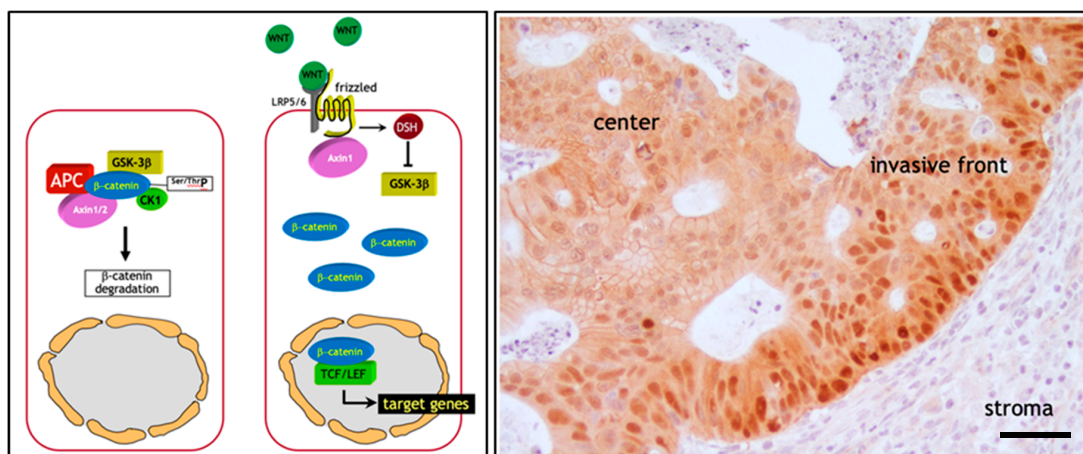 APC
GSK-3β
β-catenin
Axin1/2
CK1
Ser/ThrP
β-catenin
degradation
WNT
WNT
WNT
frizzled
LRP5/6
DSH
Axin1
GSK-3β
β-catenin
β-catenin
β-catenin
β-catenin
TCF/LEF
target genes
center
invasive front
stroma